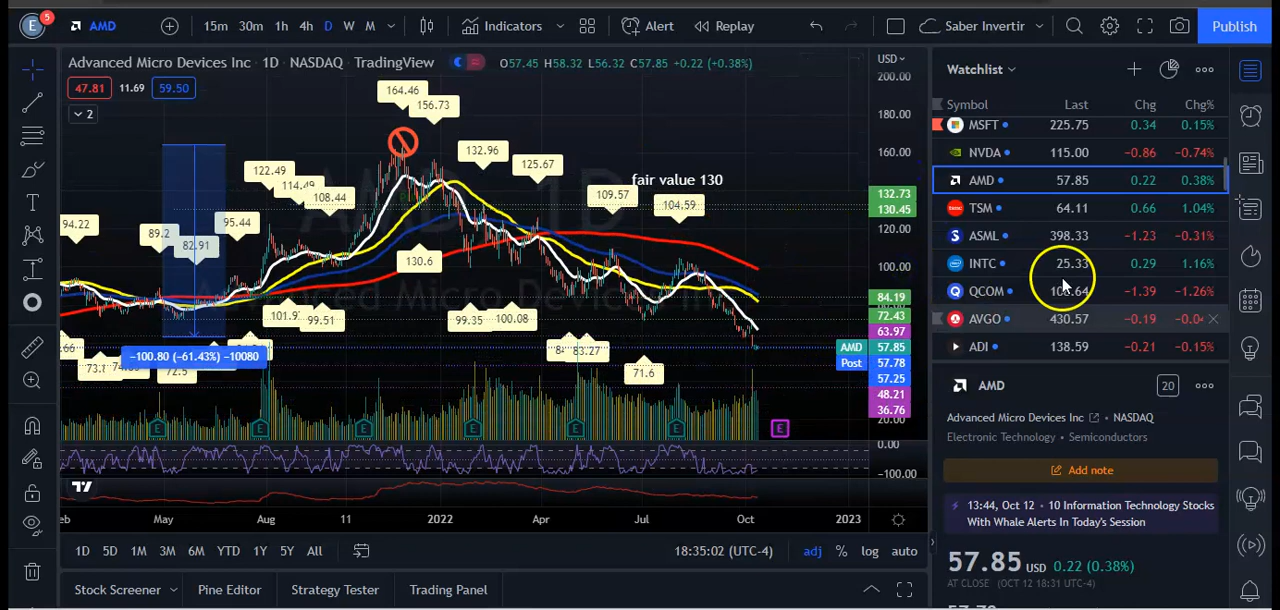 E 5 AMD 15m 30m 1h 4h D W M Indicators Alert Replay Saber Invertir Publish
Advanced Micro Devices Inc · 1D · NASDAQ TradingView O57.45 H58.32 L56.32 C57.85 +0.22 (+0.38%)
47.81 11.69 59.50
2
USD
200.00
180.00
160.00
132.73
130.45
120.00
100.00
84.19
72.43
63.97
AMD 57.85
Post 57.78
57.25
48.21
36.76
20.00
0.00
-100.00
164.46
156.73
132.96
125.67
fair value 130
122.49
114.49
108.44
109.57
104.59
94.22
89.2
82.91
95.44
130.6
99.51
99.35
100.08
83.27
71.6
72.5
−100.80 (−61.43%) −10080
E E E E E E E
May Aug 11 2022 Apr Jul Oct 2023
1D 5D 1M 3M 6M YTD 1Y 5Y All 18:35:02 (UTC-4) adj % log auto
Stock Screener Pine Editor Strategy Tester Trading Panel
Watchlist
Symbol Last Chg Chg%
MSFT 225.75 0.34 0.15%
NVDA 115.00 −0.86 −0.74%
AMD 57.85 0.22 0.38%
TSM 64.11 0.66 1.04%
ASML 398.33 −1.23 −0.31%
INTC 25.33 0.29 1.16%
QCOM −1.39 −1.26%
AVGO 430.57 −0.19
ADI 138.59 −0.21 −0.15%
AMD 20
Advanced Micro Devices Inc NASDAQ
Electronic Technology · Semiconductors
Add note
13:44, Oct 12 · 10 Information Technology Stocks
With Whale Alerts In Today's Session
57.85 USD 0.22 (0.38%)
AT CLOSE (OCT 12 18:31 UTC-4)